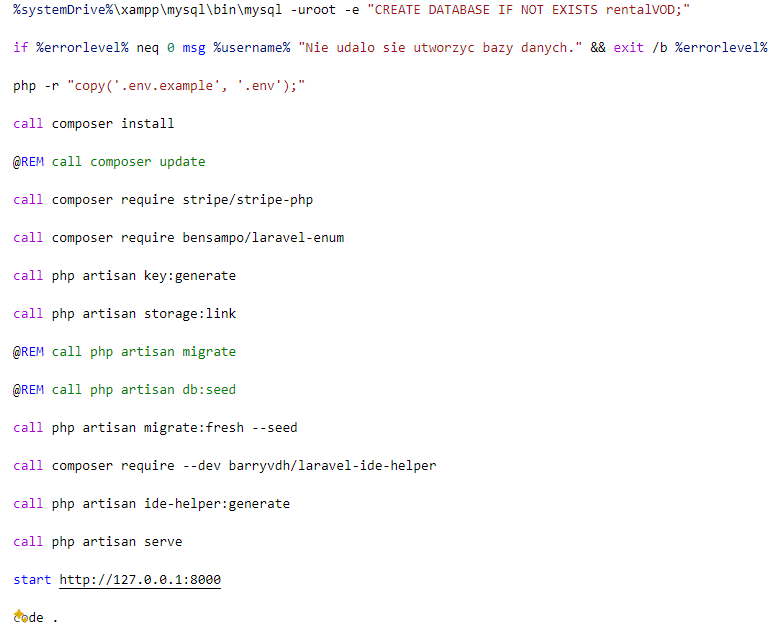 %systemDrive%\xampp\mysql\bin\mysql -uroot -e "CREATE DATABASE IF NOT EXISTS rentalVOD;"
if %errorlevel% neq 0 msg %username% "Nie udalo sie utworzyc bazy danych." && exit /b %errorlevel%
php -r "copy('.env.example', '.env');"
call composer install
@REM call composer update
call composer require stripe/stripe-php
call composer require bensampo/laravel-enum
call php artisan key:generate
call php artisan storage:link
@REM call php artisan migrate
@REM call php artisan db:seed
call php artisan migrate:fresh --seed
call composer require --dev barryvdh/laravel-ide-helper
call php artisan ide-helper:generate
call php artisan serve
start http://127.0.0.1:8000
code .